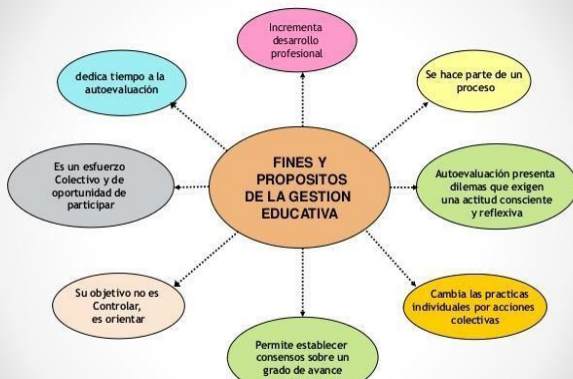 Incrementa
desarrollo
profesional
dedica tiempo a la
autoevaluación
Se hace parte de un
proceso
FINES Y
PROPOSITOS
DE LA GESTION
EDUCATIVA
Es un esfuerzo
Colectivo y de
oportunidad de
participar
Autoevaluación presenta
dilemas que exigen
una actitud consciente
y reflexiva
Su objetivo no es
Controlar,
es orientar
Cambia las practicas
individuales por acciones
colectivas
Permite establecer
consensos sobre un
grado de avance